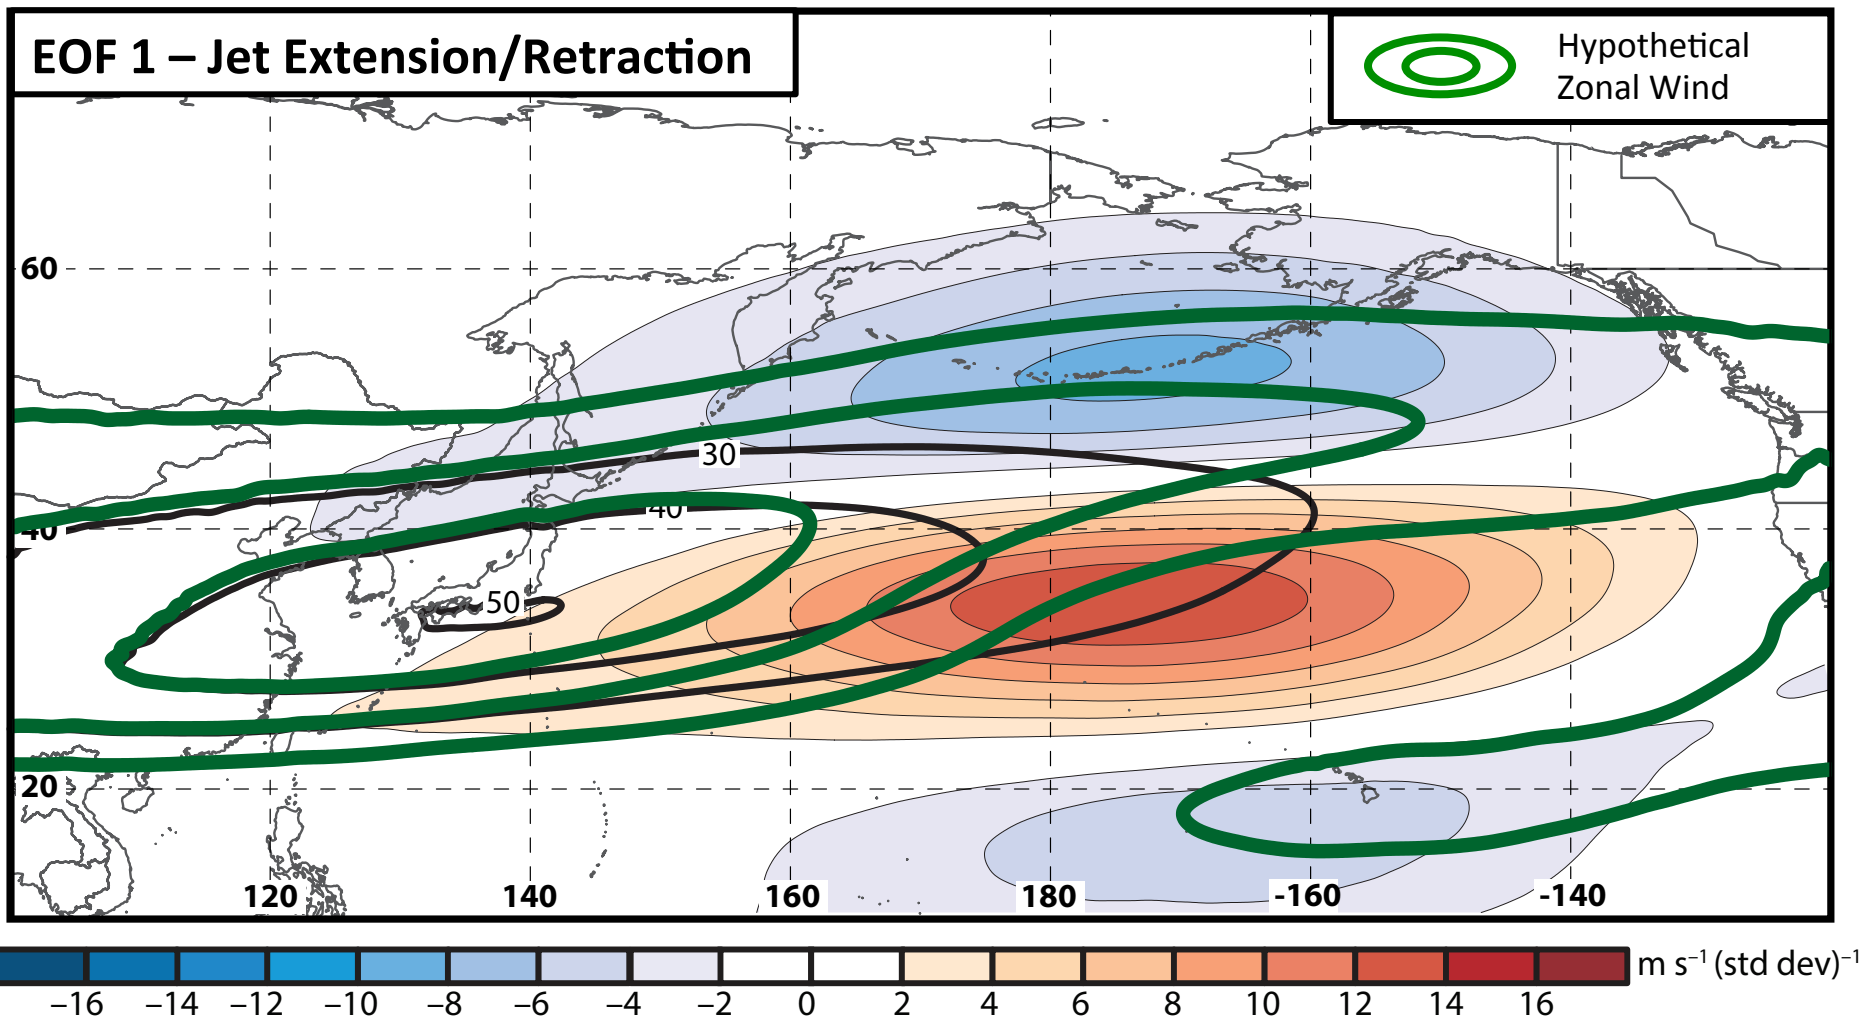 EOF 1 – Jet Extension/Retraction
Hypothetical
Zonal Wind
60
30
40
40
50
20
120 140 160 180 -160 -140
−16 −14 −12 −10 −8 −6 −4 −2 0 2 4 6 8 10 12 14 16
m s⁻¹ (std dev)⁻¹